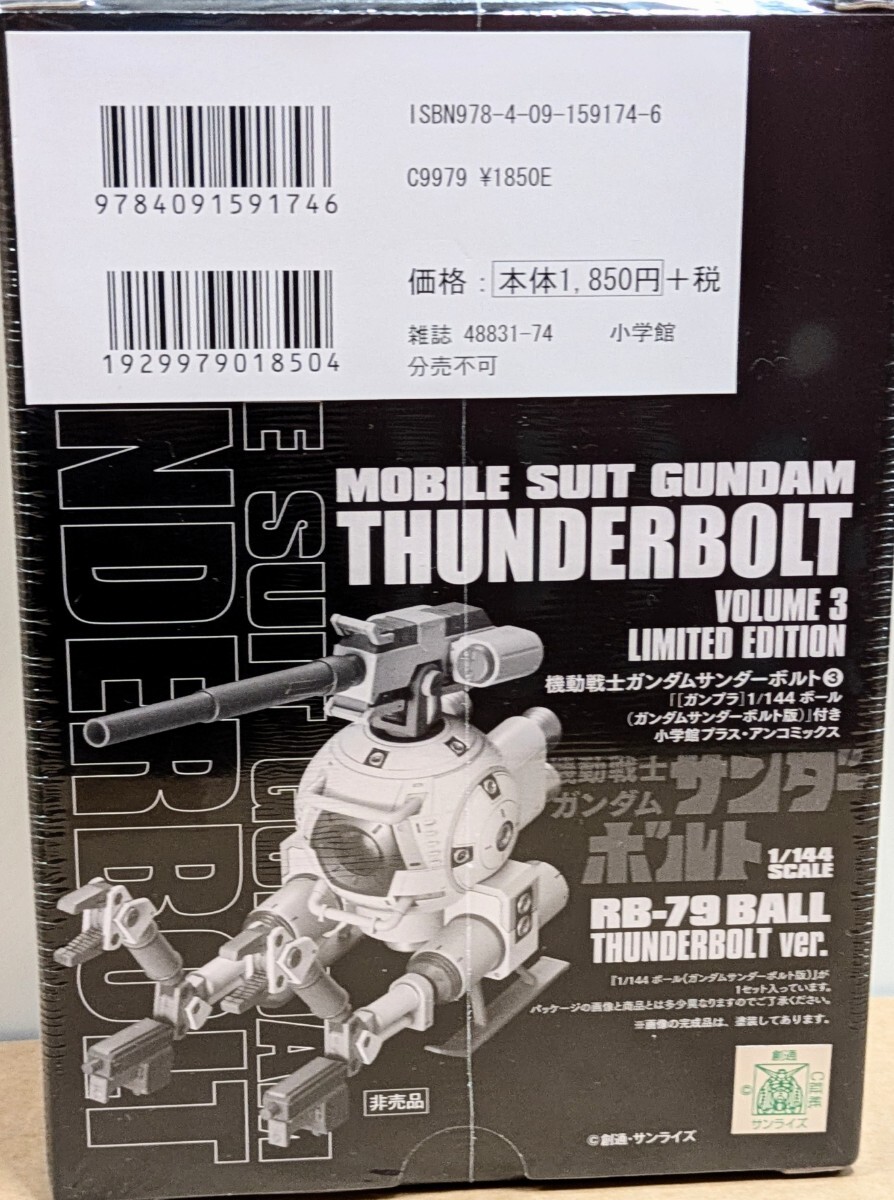 ISBN978-4-09-159174-6
9784091591746
C9979 ¥1850E
価格：本体1,850円＋税
1929979018504
雑誌 48831-74 小学館
分売不可
E SUIT GUNDAM
NDERBOLT
MOBILE SUIT GUNDAM
THUNDERBOLT
VOLUME 3
LIMITED EDITION
機動戦士ガンダムサンダーボルト❸
「[ガンプラ]1/144 ボール
(ガンダムサンダーボルト版)」付き
小学館プラス・アンコミックス
機動戦士
ガンダム
サンダー
ボルト
1/144
SCALE
RB-79 BALL
THUNDERBOLT ver.
『1/144 ボール(ガンダムサンダーボルト版)』が
1セット入っています。
パッケージの画像と商品とは多少異なりますのでご了承ください。
※画像の完成品は、塗装してあります。
非売品
創通
サンライズ
©創通・サンライズ